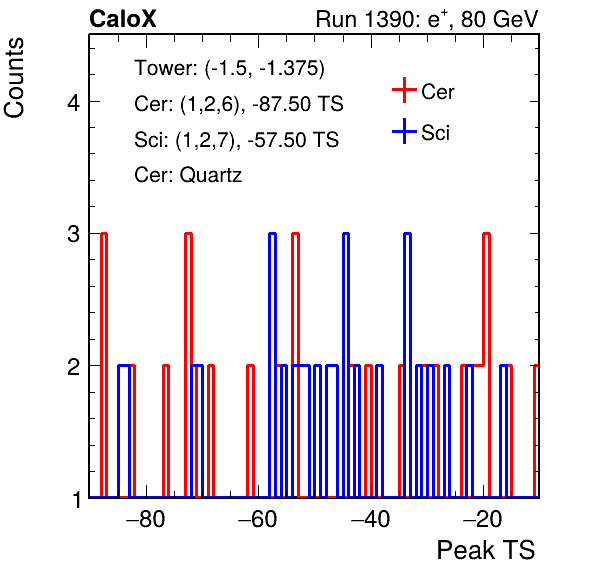 CaloX Run 1390: e⁺, 80 GeV
Counts
Tower: (-1.5, -1.375)
Cer: (1,2,6), -87.50 TS
Sci: (1,2,7), -57.50 TS
Cer: Quartz
Cer
Sci
4
3
2
1
−80 −60 −40 −20
Peak TS